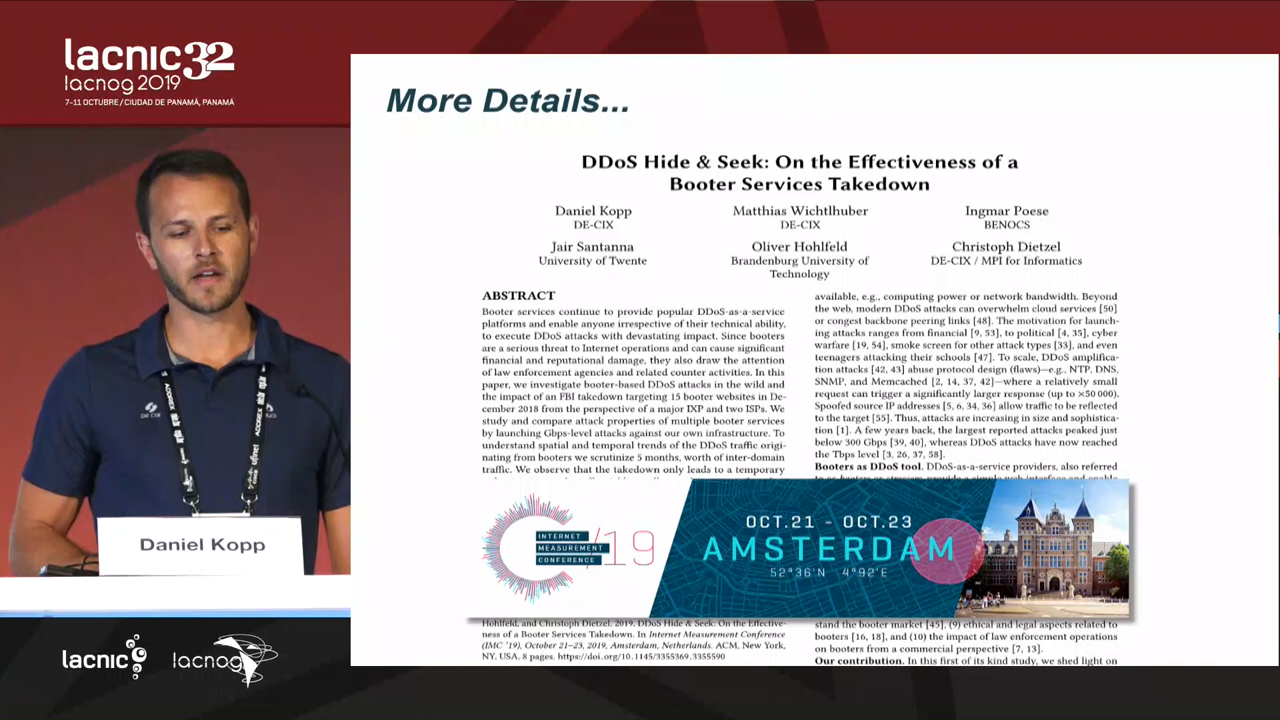 lacnic32
lacnog 2019
7-11 OCTUBRE / CIUDAD DE PANAMÁ, PANAMÁ
More Details...
DDoS Hide & Seek: On the Effectiveness of a
Booter Services Takedown
Daniel Kopp
DE-CIX
Matthias Wichtlhuber
DE-CIX
Ingmar Poese
BENOCS
Jair Santanna
University of Twente
Oliver Hohlfeld
Brandenburg University of
Technology
Christoph Dietzel
DE-CIX / MPI for Informatics
ABSTRACT
Booter services continue to provide popular DDoS-as-a-service
platforms and enable anyone irrespective of their technical ability,
to execute DDoS attacks with devastating impact. Since booters
are a serious threat to Internet operations and can cause significant
financial and reputational damage, they also draw the attention
of law enforcement agencies and related counter activities. In this
paper, we investigate booter-based DDoS attacks in the wild and
the impact of an FBI takedown targeting 15 booter websites in De-
cember 2018 from the perspective of a major IXP and two ISPs. We
study and compare attack properties of multiple booter services
by launching Gbps-level attacks against our own infrastructure. To
understand spatial and temporal trends of the DDoS traffic origi-
nating from booters we scrutinize 5 months, worth of inter-domain
traffic. We observe that the takedown only leads to a temporary
available, e.g., computing power or network bandwidth. Beyond
the web, modern DDoS attacks can overwhelm cloud services [50]
or congest backbone peering links [48]. The motivation for launch-
ing attacks ranges from financial [9, 53], to political [4, 35], cyber
warfare [19, 54], smoke screen for other attack types [33], and even
teenagers attacking their schools [47]. To scale, DDoS amplifica-
tion attacks [42, 43] abuse protocol design (flaws)—e.g., NTP, DNS,
SNMP, and Memcached [2, 14, 37, 42]—where a relatively small
request can trigger a significantly larger response (up to ×50 000).
Spoofed source IP addresses [5, 6, 34, 36] allow traffic to be reflected
to the target [55]. Thus, attacks are increasing in size and sophistica-
tion [1]. A few years back, the largest reported attacks peaked just
below 300 Gbps [39, 40], whereas DDoS attacks have now reached
the Tbps level [3, 26, 37, 58].
Booters as DDoS tool. DDoS-as-a-service providers, also referred
INTERNET
MEASUREMENT
CONFERENCE
/19
OCT.21 - OCT.23
AMSTERDAM
52°36'N 4°92'E
Hohlfeld, and Christoph Dietzel. 2019. DDoS Hide & Seek: On the Effective-
ness of a Booter Services Takedown. In Internet Measurement Conference
(IMC '19), October 21–23, 2019, Amsterdam, Netherlands. ACM, New York,
NY, USA, 8 pages. https://doi.org/10.1145/3355369.3355590
stand the booter market [45], (9) ethical and legal aspects related to
booters [16, 18], and (10) the impact of law enforcement operations
on booters from a commercial perspective [7, 13].
Our contribution. In this first of its kind study, we shed light on
DE CIX
Daniel Kopp
lacnic
lacnog